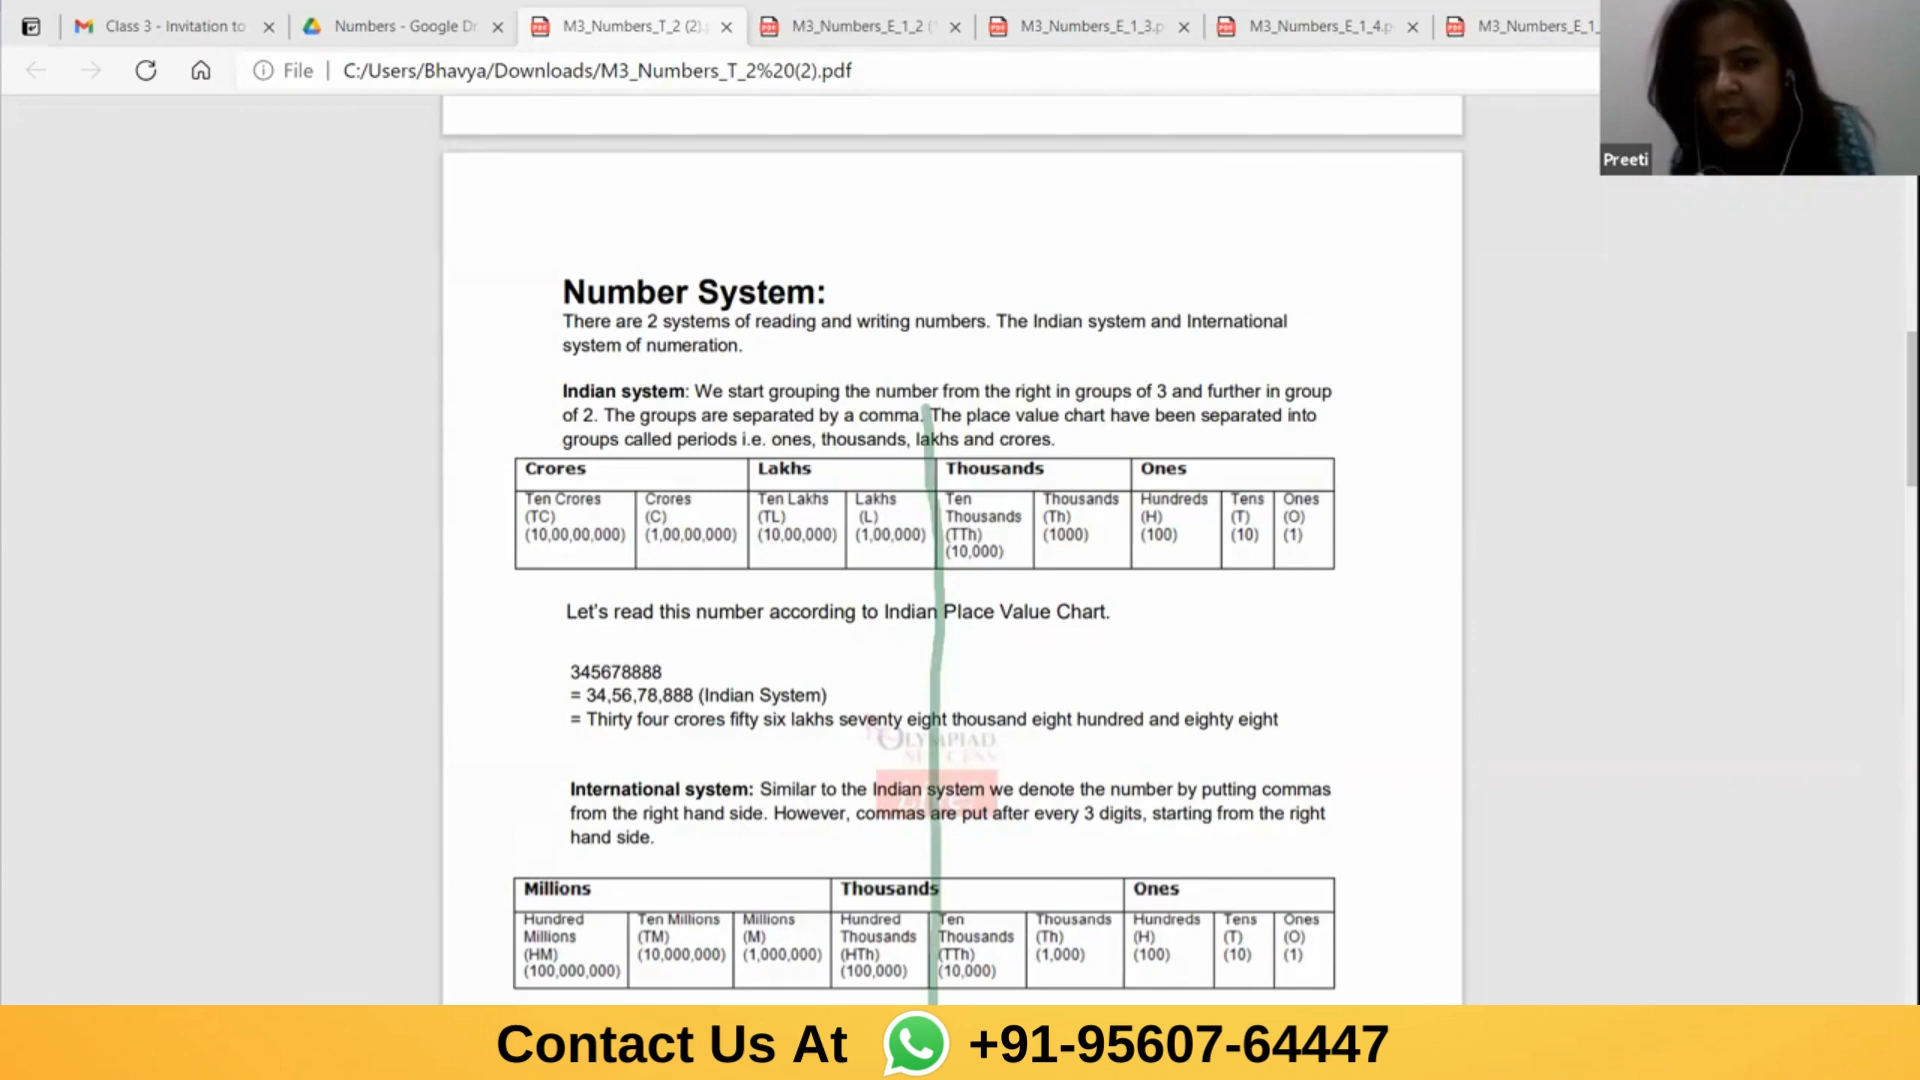 Class 3 - Invitation to
Numbers - Google Dr
M3_Numbers_T_2 (2).p
M3_Numbers_E_1_2 (
M3_Numbers_E_1_3.p
M3_Numbers_E_1_4.p
M3_Numbers_E_1_
File
C:/Users/Bhavya/Downloads/M3_Numbers_T_2%20(2).pdf
Preeti
Number System:
There are 2 systems of reading and writing numbers. The Indian system and International
system of numeration.
Indian system: We start grouping the number from the right in groups of 3 and further in group
of 2. The groups are separated by a comma. The place value chart have been separated into
groups called periods i.e. ones, thousands, lakhs and crores.
Crores Lakhs Thousands Ones
Ten Crores Crores Ten Lakhs Lakhs Ten Thousands Hundreds Tens Ones
(TC) (C) (TL) (L) Thousands (Th) (H) (T) (O)
(10,00,00,000) (1,00,00,000) (10,00,000) (1,00,000) (TTh) (1000) (100) (10) (1)
(10,000)
Let's read this number according to Indian Place Value Chart.
345678888
= 34,56,78,888 (Indian System)
= Thirty four crores fifty six lakhs seventy eight thousand eight hundred and eighty eight
OLYMPIAD
SUCCESS
International system: Similar to the Indian system we denote the number by putting commas
from the right hand side. However, commas are put after every 3 digits, starting from the right
hand side.
Millions Thousands Ones
Hundred Ten Millions Millions Hundred Ten Thousands Hundreds Tens Ones
Millions (TM) (M) Thousands Thousands (Th) (H) (T) (O)
(HM) (10,000,000) (1,000,000) (HTh) (TTh) (1,000) (100) (10) (1)
(100,000,000) (100,000) (10,000)
Contact Us At +91-95607-64447